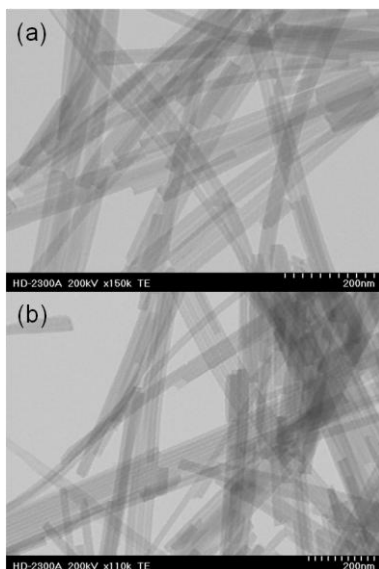 (a)
HD-2300A 200kV x150k TE 200nm
(b)
HD-2300A 200kV x110k TE 200nm